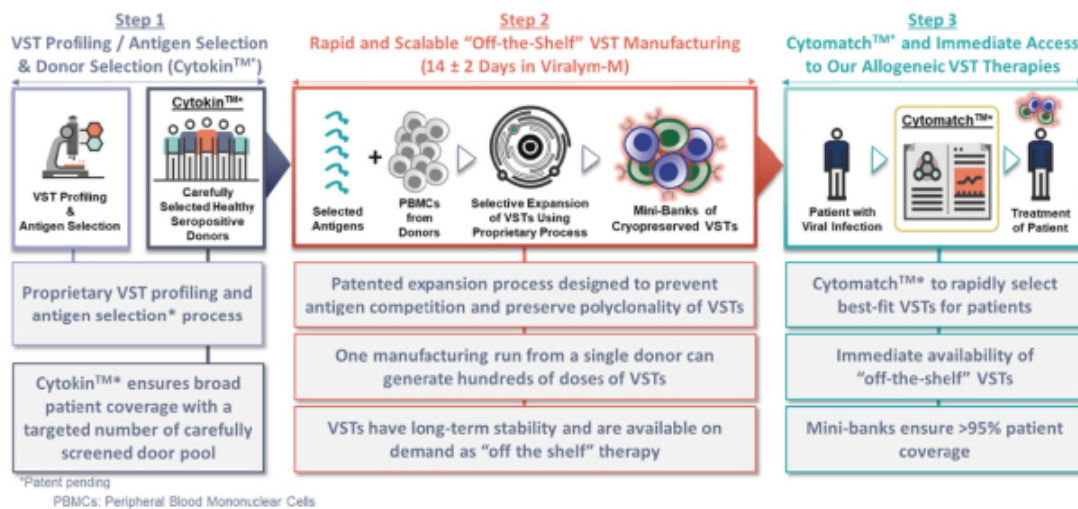 Step 1
VST Profiling / Antigen Selection
& Donor Selection (Cytokin™*)
Step 2
Rapid and Scalable “Off-the-Shelf” VST Manufacturing
(14 ± 2 Days in Viralym-M)
Step 3
Cytomatch™* and Immediate Access
to Our Allogeneic VST Therapies
VST Profiling
&
Antigen Selection
Cytokin™*
Carefully
Selected Healthy
Seropositive
Donors
Selected
Antigens
+
PBMCs
from
Donors
Selective Expansion
of VSTs Using
Proprietary Process
Mini-Banks of
Cryopreserved VSTs
Patient with
Viral Infection
Cytomatch™*
Treatment
of Patient
Proprietary VST profiling and
antigen selection* process
Cytokin™* ensures broad
patient coverage with a
targeted number of carefully
screened door pool
Patented expansion process designed to prevent
antigen competition and preserve polyclonality of VSTs
One manufacturing run from a single donor can
generate hundreds of doses of VSTs
VSTs have long-term stability and are available on
demand as “off the shelf” therapy
Cytomatch™* to rapidly select
best-fit VSTs for patients
Immediate availability of
“off-the-shelf” VSTs
Mini-banks ensure >95% patient
coverage
*Patent pending
PBMCs: Peripheral Blood Mononuclear Cells